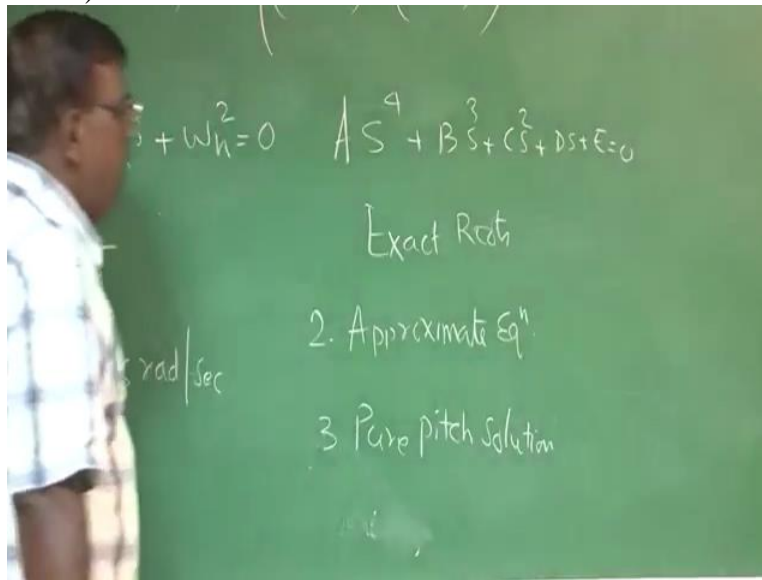 + Wn² = 0 AS⁴ + BS³ + CS² + DS + E = 0
Exact Roots
2. Approximate Eqⁿ.
rad/sec
3 Pure pitch solution